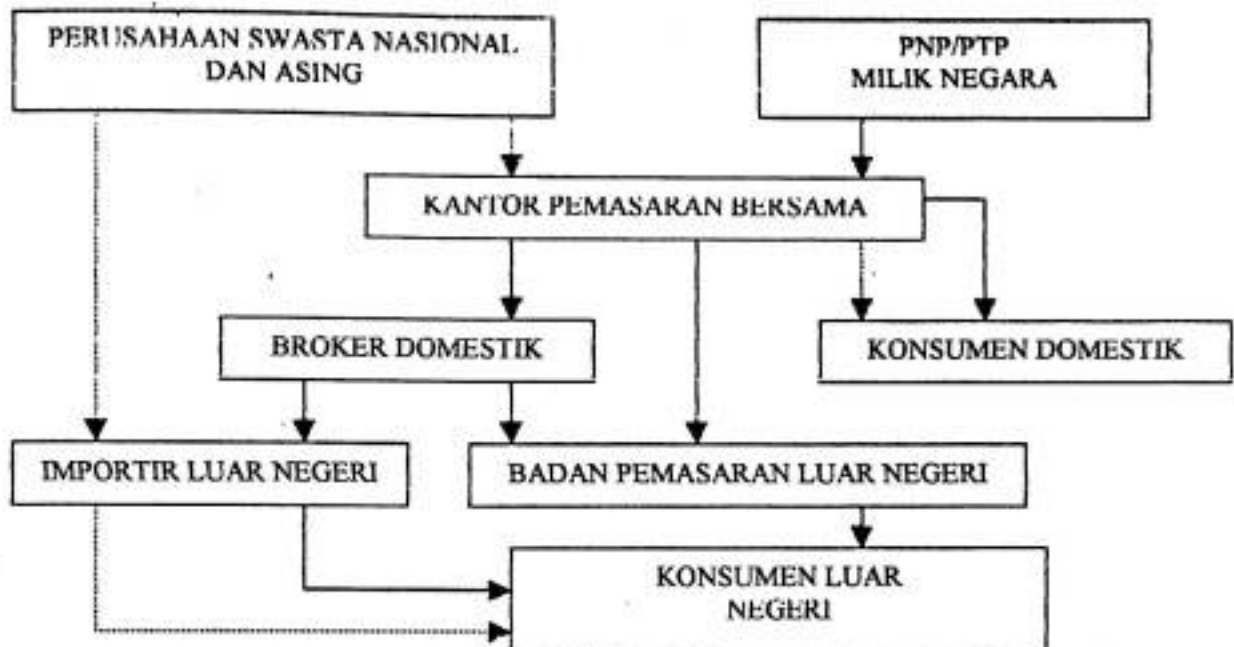 PERUSAHAAN SWASTA NASIONAL
DAN ASING
PNP/PTP
MILIK NEGARA
KANTOR PEMASARAN BERSAMA
BROKER DOMESTIK
KONSUMEN DOMESTIK
IMPORTIR LUAR NEGERI
BADAN PEMASARAN LUAR NEGERI
KONSUMEN LUAR
NEGERI